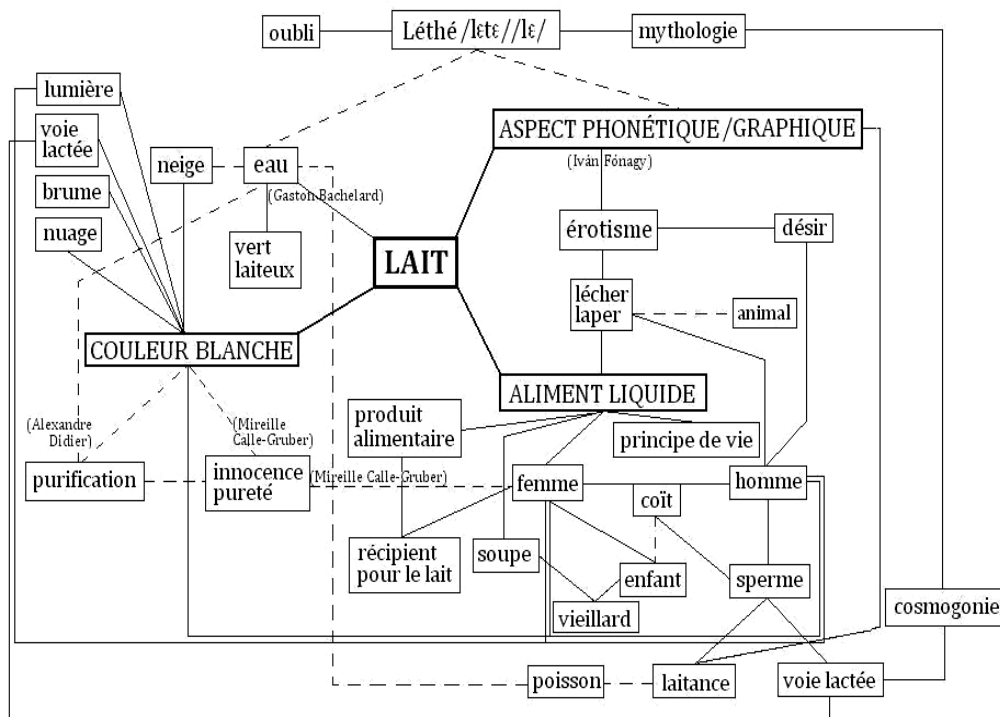 oubli
Léthé /lɛtɛ//lɛ/
mythologie
lumière
voie
lactée
brume
nuage
neige
eau
(Gaston Bachelard)
vert
laiteux
LAIT
ASPECT PHONÉTIQUE /GRAPHIQUE
(Iván Fónagy)
érotisme
désir
lécher
laper
animal
COULEUR BLANCHE
ALIMENT LIQUIDE
(Alexandre
Didier)
(Mireille
Calle-Gruber)
produit
alimentaire
principe de vie
purification
innocence
pureté
(Mireille Calle-Gruber)
femme
coït
homme
récipient
pour le lait
soupe
enfant
sperme
vieillard
cosmogonie
poisson
laitance
voie lactée